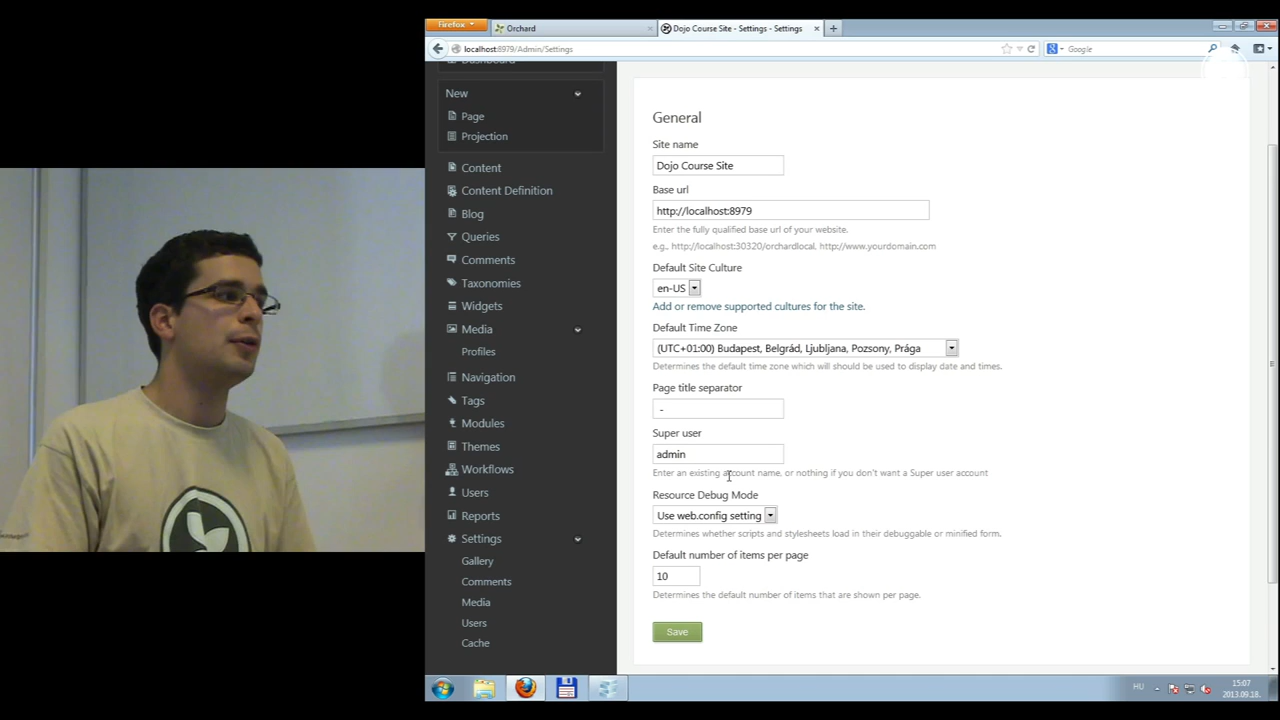 Firefox
Orchard
Dojo Course Site - Settings - Settings
localhost:8979/Admin/Settings
Google
Dashboard
New
Page
Projection
Content
Content Definition
Blog
Queries
Comments
Taxonomies
Widgets
Media
Profiles
Navigation
Tags
Modules
Themes
Workflows
Users
Reports
Settings
Gallery
Comments
Media
Users
Cache
General
Site name
Dojo Course Site
Base url
http://localhost:8979
Enter the fully qualified base url of your website.
e.g., http://localhost:30320/orchardlocal, http://www.yourdomain.com
Default Site Culture
en-US
Add or remove supported cultures for the site.
Default Time Zone
(UTC+01:00) Budapest, Belgrád, Ljubljana, Pozsony, Prága
Determines the default time zone which will should be used to display date and times.
Page title separator
-
Super user
admin
Enter an existing account name, or nothing if you don't want a Super user account
Resource Debug Mode
Use web.config setting
Determines whether scripts and stylesheets load in their debuggable or minified form.
Default number of items per page
10
Determines the default number of items that are shown per page.
Save
HU
15:07
2013.09.18.